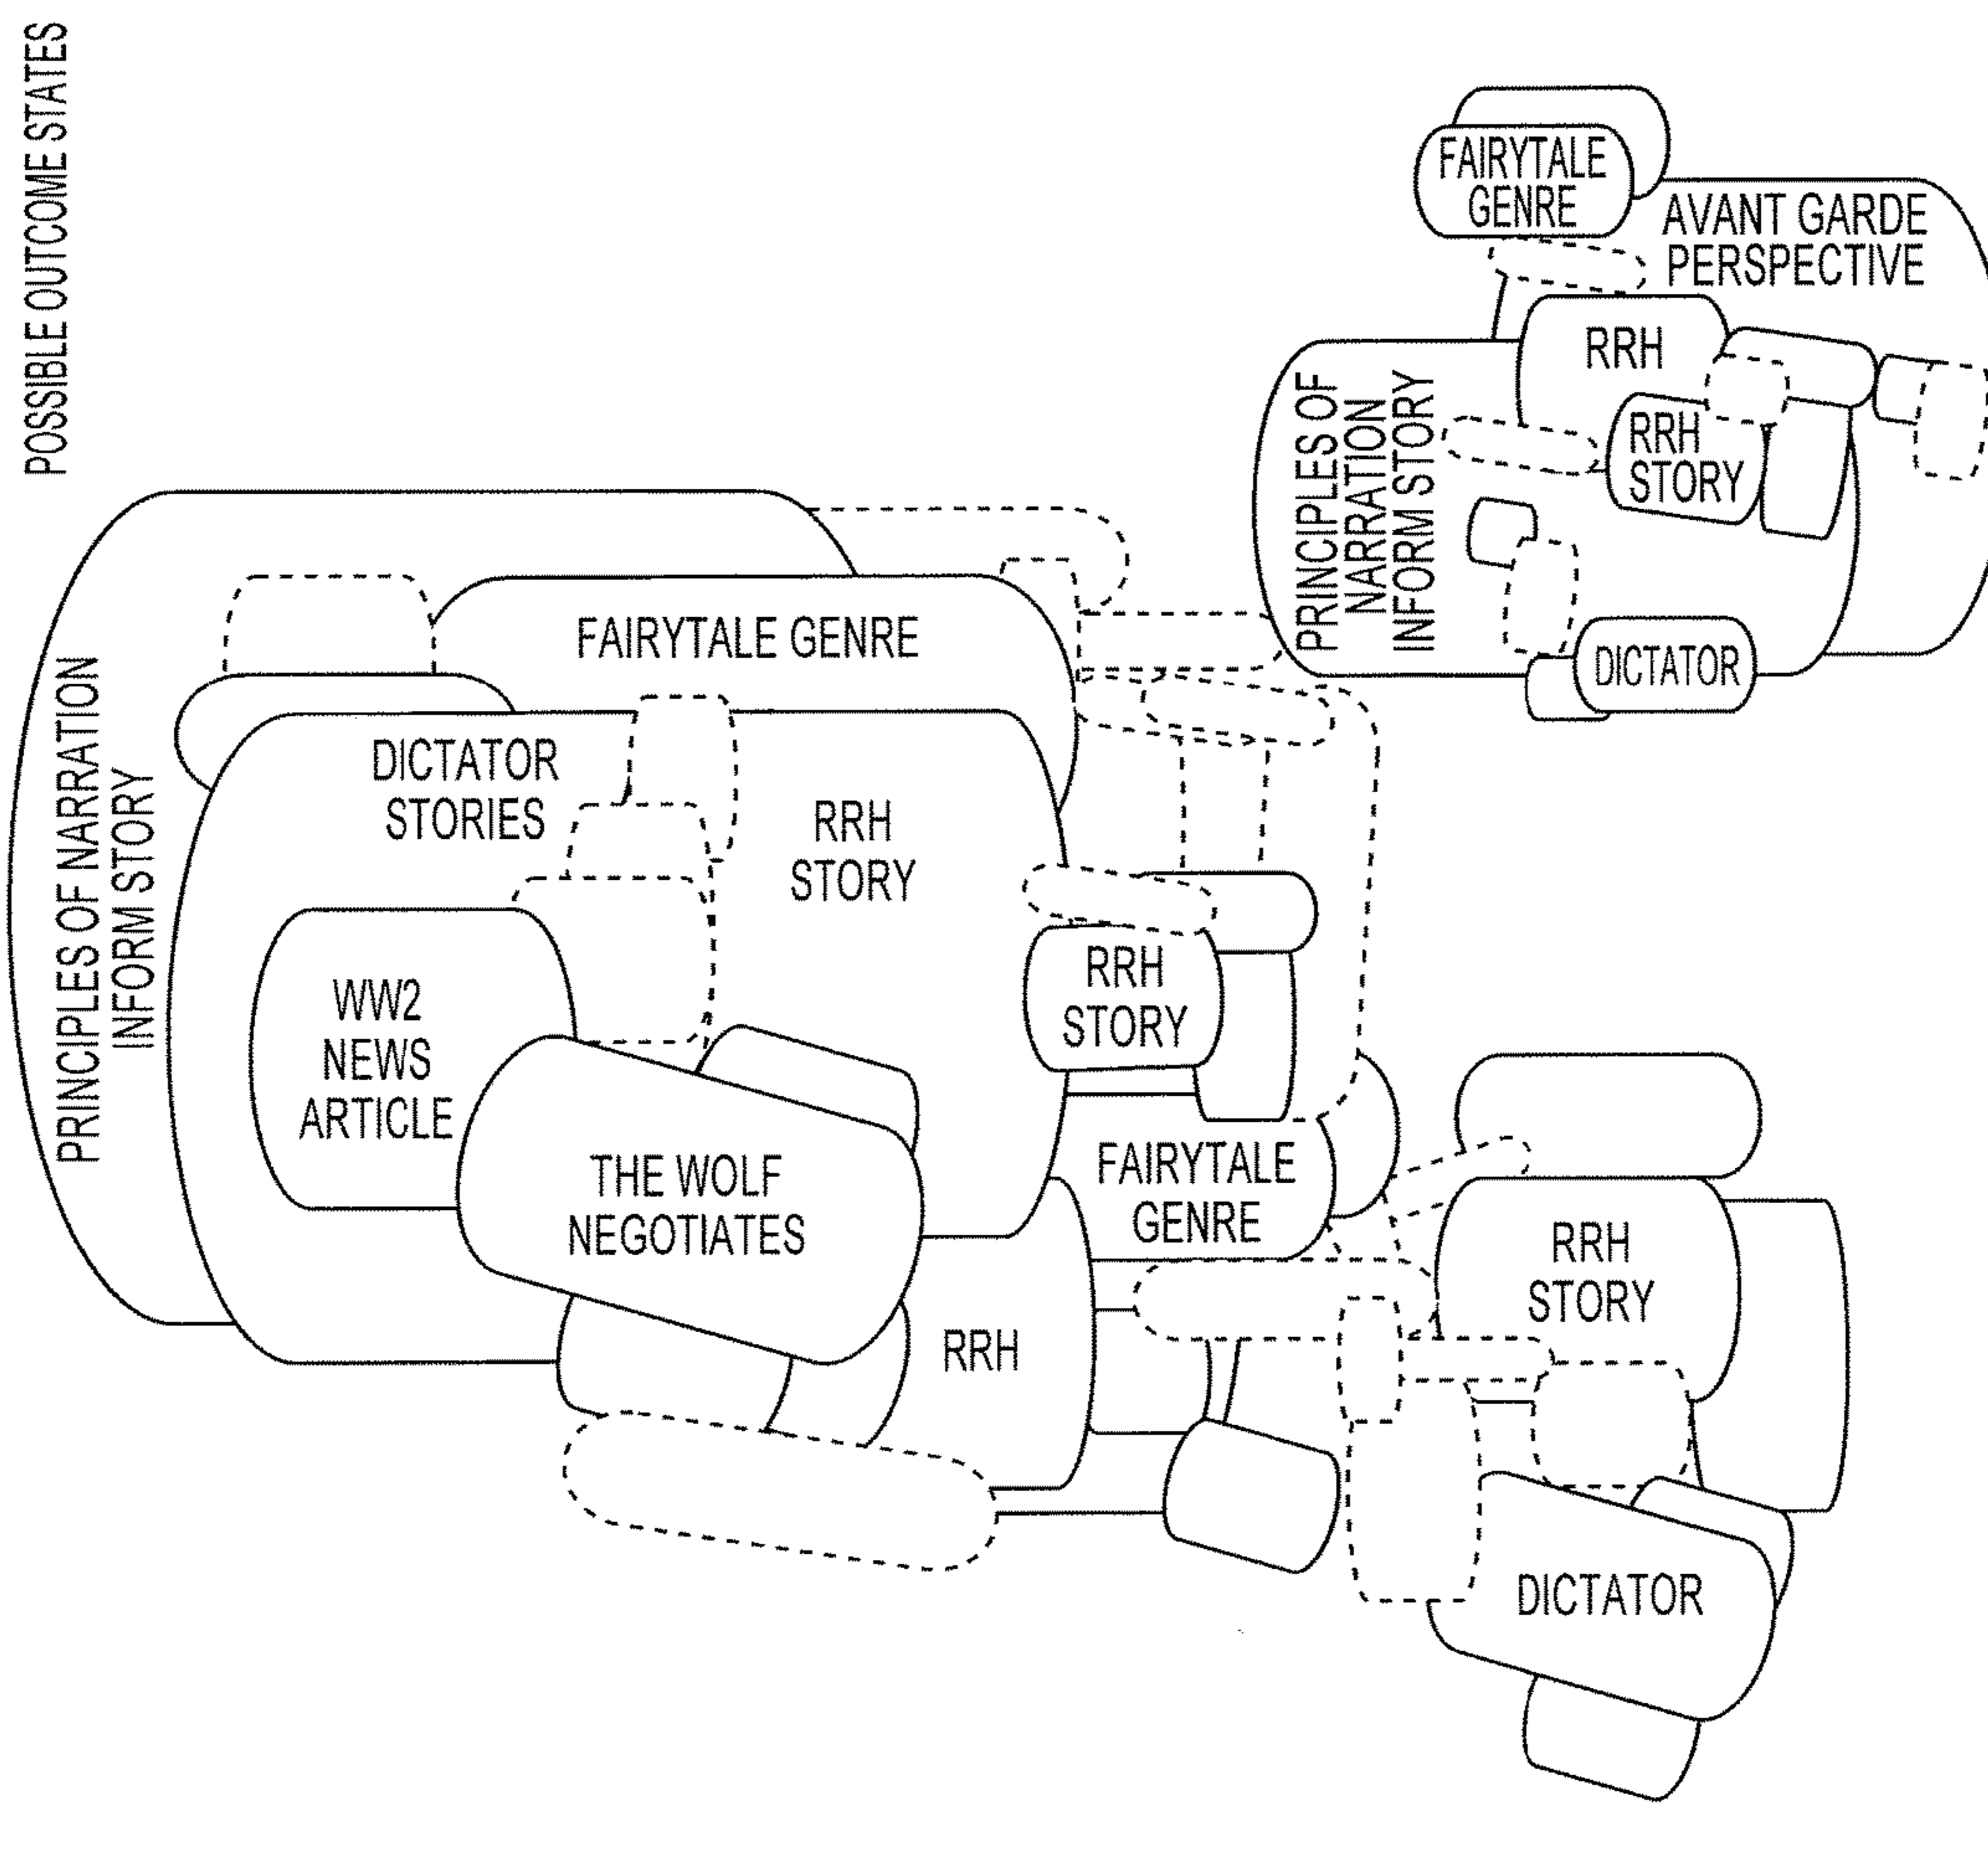 POSSIBLE OUTCOME STATES
FAIRYTALE
GENRE
AVANT GARDE
PERSPECTIVE
RRH
PRINCIPLES OF
NARRATION
INFORM STORY
RRH
STORY
DICTATOR
PRINCIPLES OF NARRATION
INFORM STORY
FAIRYTALE GENRE
DICTATOR
STORIES
RRH
STORY
WW2
NEWS
ARTICLE
RRH
STORY
THE WOLF
NEGOTIATES
FAIRYTALE
GENRE
RRH
RRH
STORY
DICTATOR